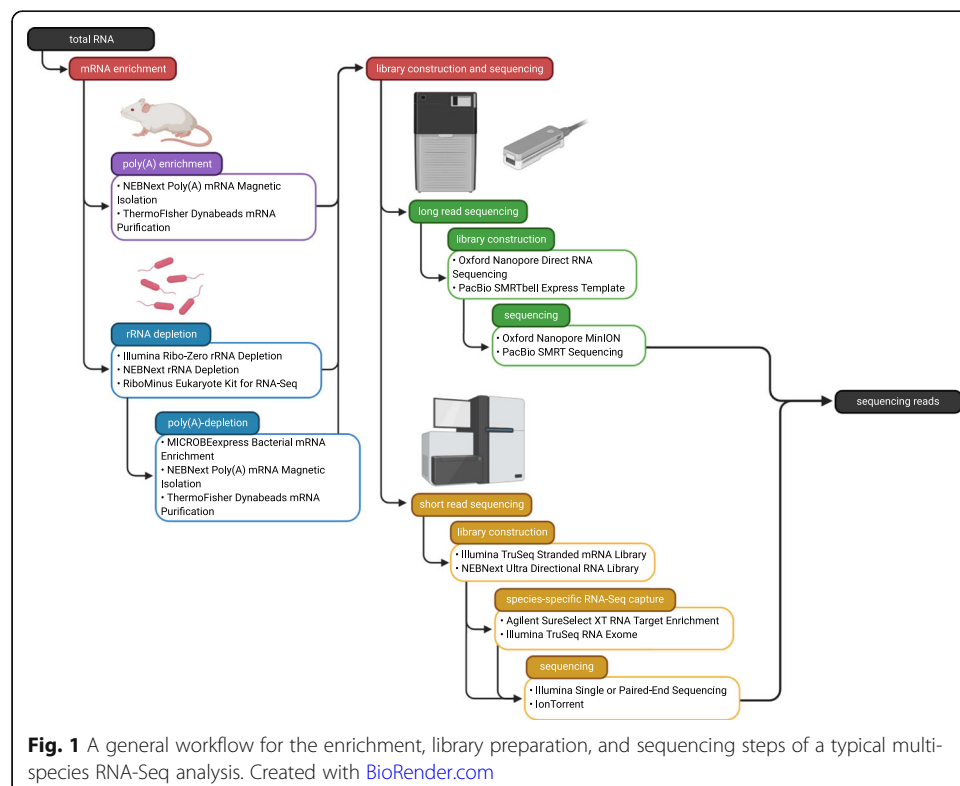 total RNA
mRNA enrichment
poly(A) enrichment
• NEBNext Poly(A) mRNA Magnetic
Isolation
• ThermoFisher Dynabeads mRNA
Purification
rRNA depletion
• Illumina Ribo-Zero rRNA Depletion
• NEBNext rRNA Depletion
• RiboMinus Eukaryote Kit for RNA-Seq
poly(A)-depletion
• MICROBEexpress Bacterial mRNA
Enrichment
• NEBNext Poly(A) mRNA Magnetic
Isolation
• ThermoFisher Dynabeads mRNA
Purification
library construction and sequencing
long read sequencing
library construction
• Oxford Nanopore Direct RNA
Sequencing
• PacBio SMRTbell Express Template
sequencing
• Oxford Nanopore MinION
• PacBio SMRT Sequencing
short read sequencing
library construction
• Illumina TruSeq Stranded mRNA Library
• NEBNext Ultra Directional RNA Library
species-specific RNA-Seq capture
• Agilent SureSelect XT RNA Target Enrichment
• Illumina TruSeq RNA Exome
sequencing
• Illumina Single or Paired-End Sequencing
• IonTorrent
sequencing reads
Fig. 1 A general workflow for the enrichment, library preparation, and sequencing steps of a typical multi-
species RNA-Seq analysis. Created with BioRender.com